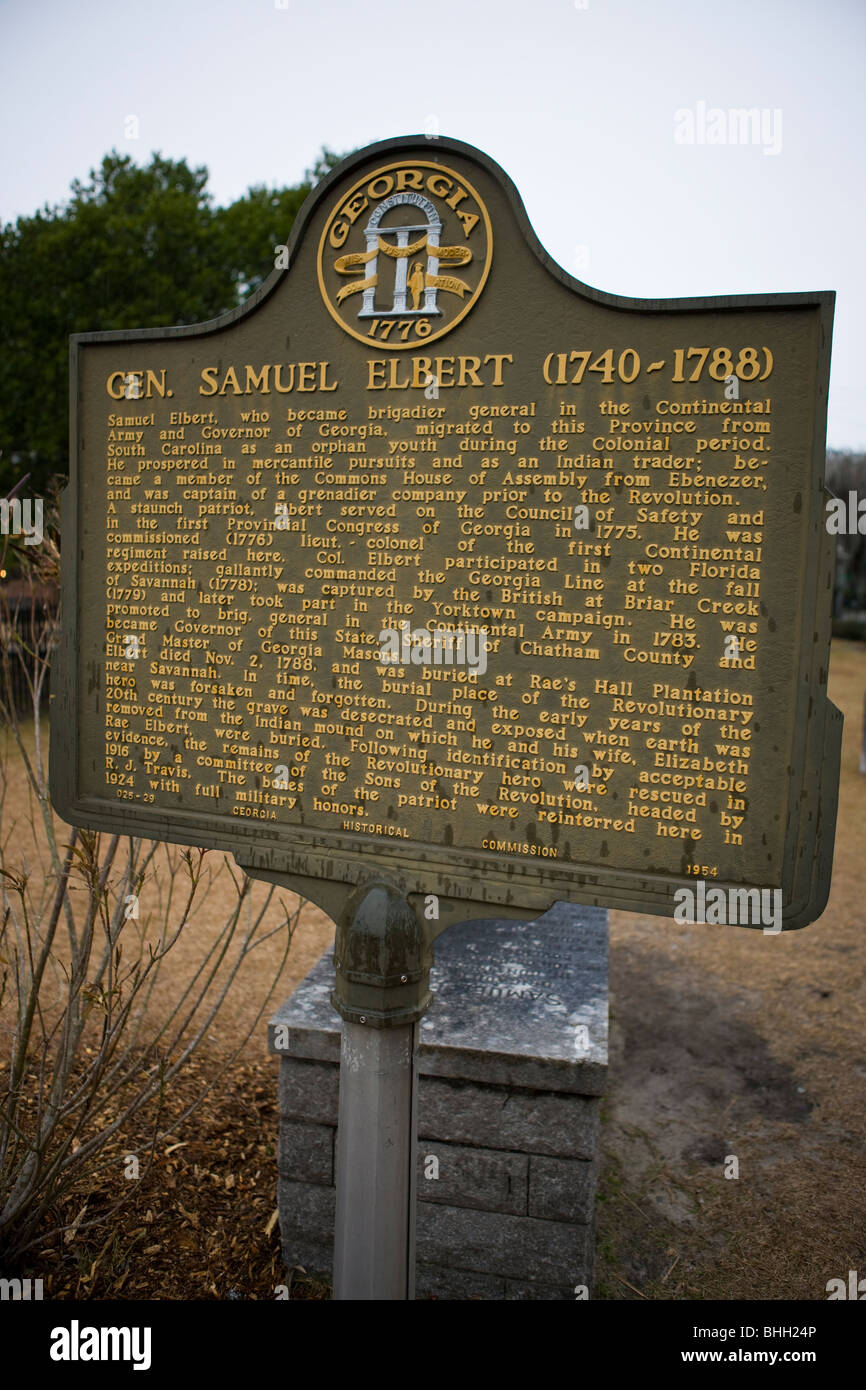 GEORGIA
CONSTITUTION
WISDOM JUSTICE MODERATION
1776
GEN. SAMUEL ELBERT (1740-1788)
Samuel Elbert, who became brigadier general in the Continental
Army and Governor of Georgia, migrated to this Province from
South Carolina as an orphan youth during the Colonial period.
He prospered in mercantile pursuits and as an Indian trader; be-
came a member of the Commons House of Assembly from Ebenezer,
and was captain of a grenadier company prior to the Revolution.
A staunch patriot, Elbert served on the Council of Safety and
in the first Provincial Congress of Georgia in 1775. He was
commissioned (1776) lieut.-colonel of the first Continental
regiment raised here. Col. Elbert participated in two Florida
expeditions; gallantly commanded the Georgia Line at the fall
of Savannah (1778); was captured by the British at Briar Creek
(1779) and later took part in the Yorktown campaign. He was
promoted to brig. general in the Continental Army in 1783. He
became Governor of this State, Sheriff of Chatham County and
Grand Master of Georgia Masons.
Elbert died Nov. 2, 1788, and was buried at Rae's Hall Plantation
near Savannah. In time, the burial place of the Revolutionary
hero was forsaken and forgotten. During the early years of the
20th century the grave was desecrated and exposed when earth was
removed from the Indian mound on which he and his wife, Elizabeth
Rae Elbert, were buried. Following identification by acceptable
evidence, the remains of the Revolutionary hero were rescued in
1916 by a committee of the Sons of the Revolution, headed by
R. J. Travis. The bones of the patriot were reinterred here in
1924 with full military honors.
025-29 GEORGIA HISTORICAL COMMISSION 1954
alamy
Image ID: BHH24P
www.alamy.com